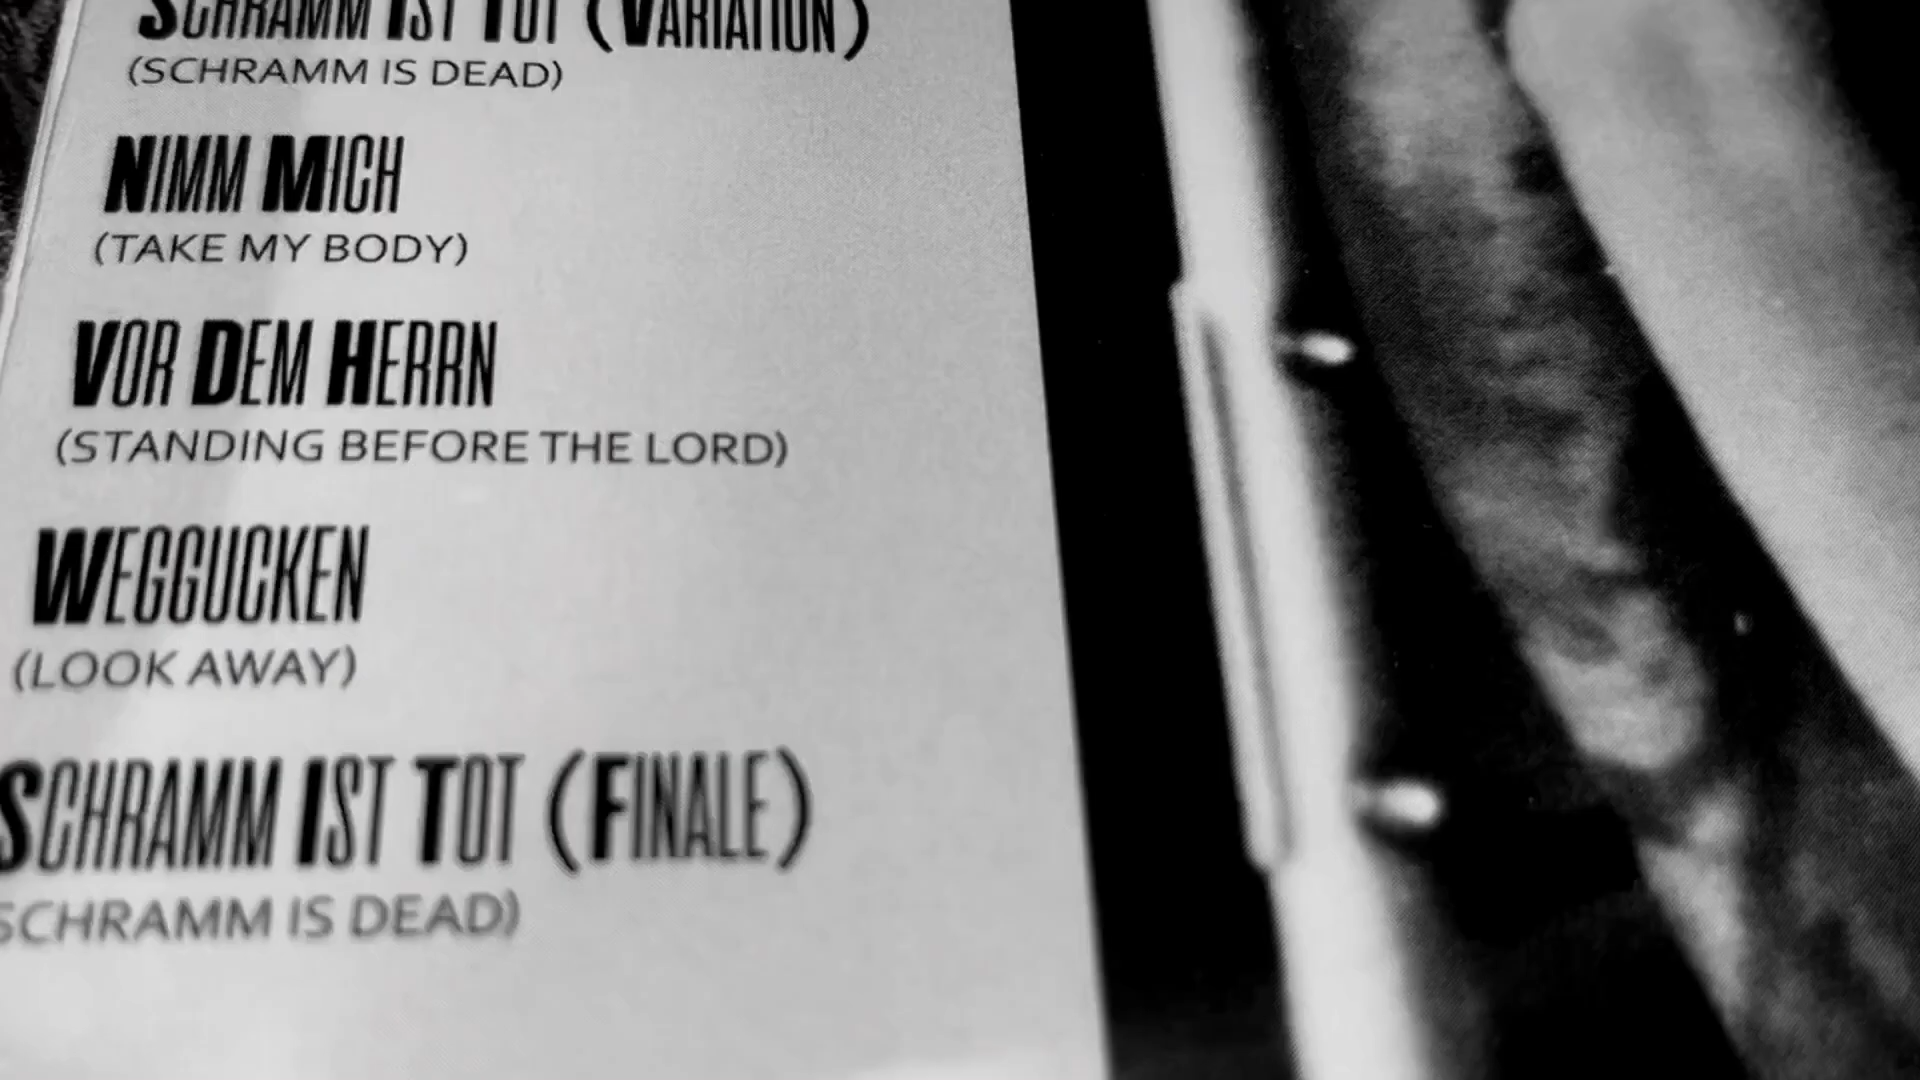 SCHRAMM IST TOT (VARIATION)
(SCHRAMM IS DEAD)
NIMM MICH
(TAKE MY BODY)
VOR DEM HERRN
(STANDING BEFORE THE LORD)
WEGGUCKEN
(LOOK AWAY)
SCHRAMM IST TOT (FINALE)
SCHRAMM IS DEAD)